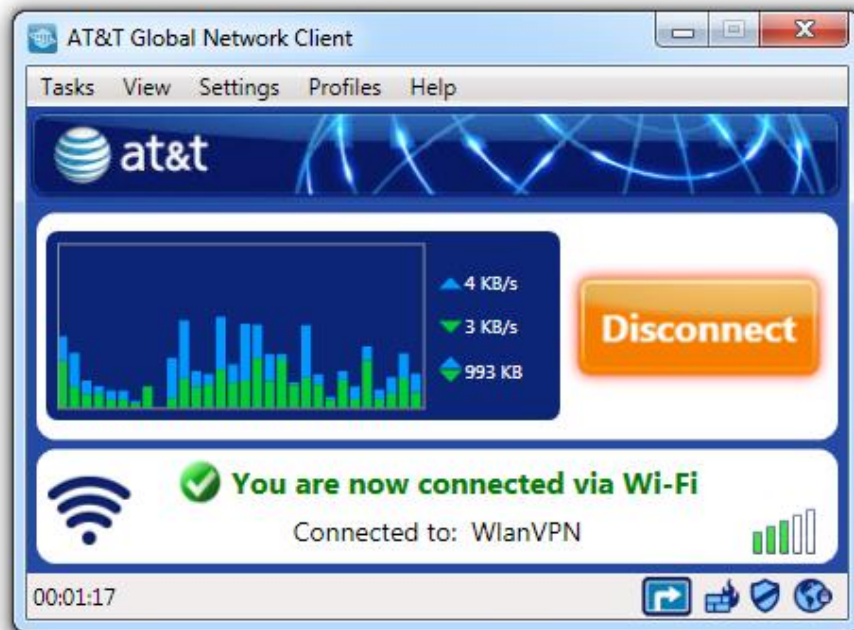 AT&T Global Network Client
Tasks View Settings Profiles Help
at&t
4 KB/s
3 KB/s
993 KB
Disconnect
You are now connected via Wi-Fi
Connected to: WlanVPN
00:01:17